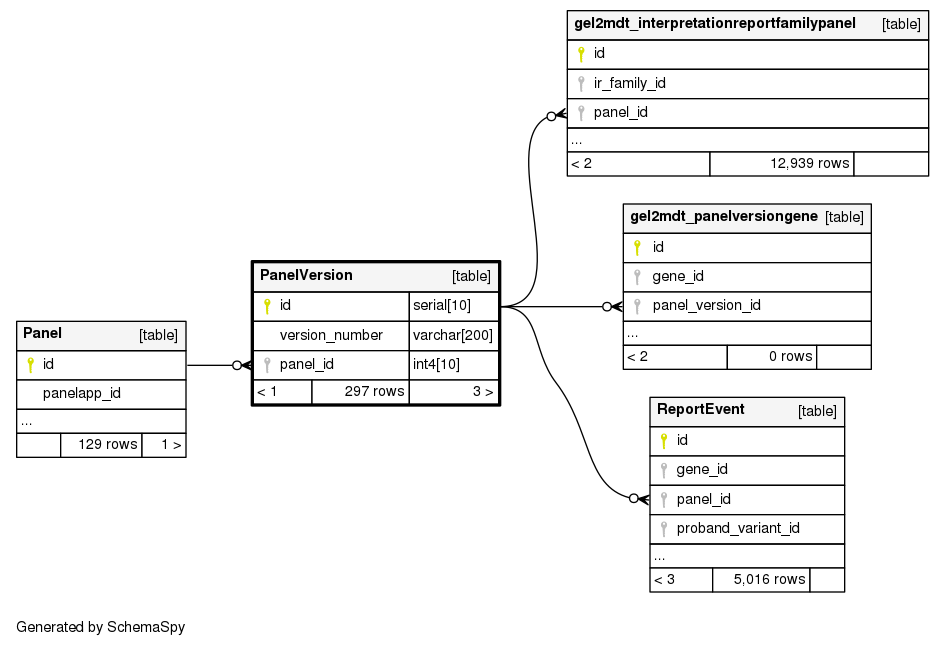 gel2mdt_interpretationreportfamilypanel [table]
id
ir_family_id
panel_id
...
< 2 12,939 rows
gel2mdt_panelversiongene [table]
id
gene_id
panel_version_id
...
< 2 0 rows
PanelVersion [table]
id serial[10]
version_number varchar[200]
panel_id int4[10]
< 1 297 rows 3 >
Panel [table]
id
panelapp_id
...
129 rows 1 >
ReportEvent [table]
id
gene_id
panel_id
proband_variant_id
...
< 3 5,016 rows
Generated by SchemaSpy